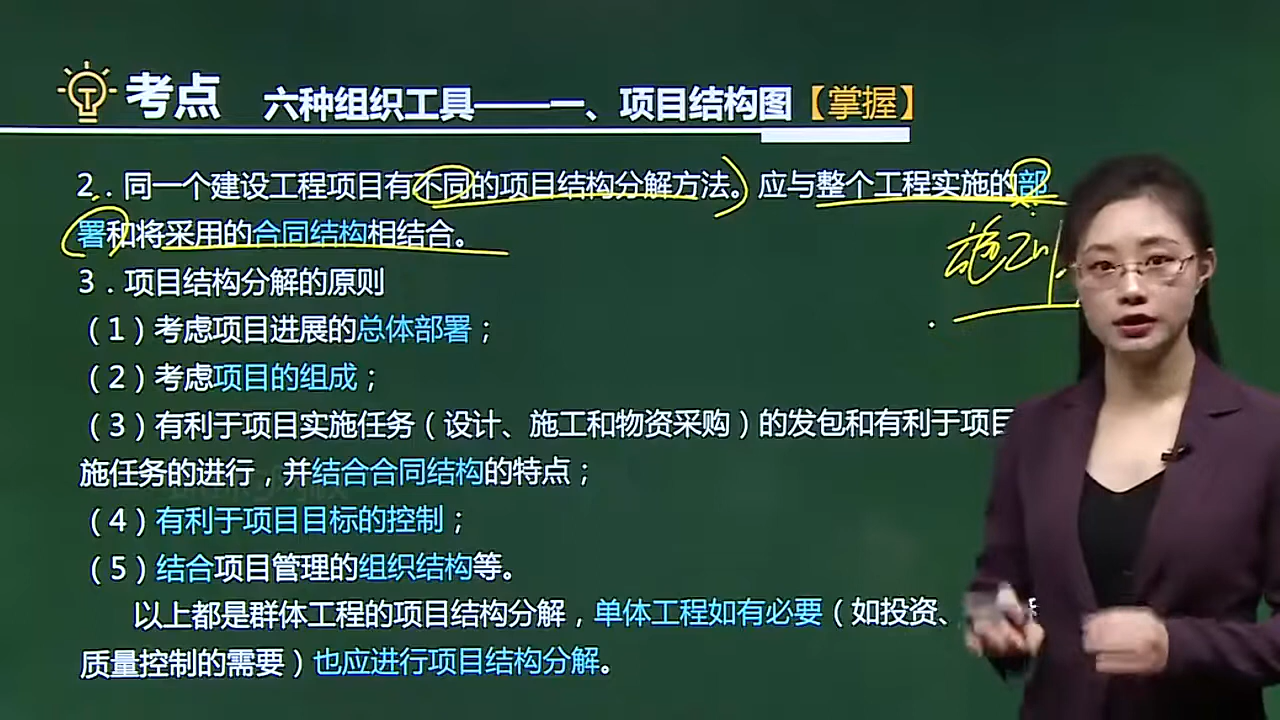 考点 六种组织工具——一、项目结构图【掌握】
2．同一个建设工程项目有不同的项目结构分解方法。应与整个工程实施的部
署和将采用的合同结构相结合。
3．项目结构分解的原则
（1）考虑项目进展的总体部署；
（2）考虑项目的组成；
（3）有利于项目实施任务（设计、施工和物资采购）的发包和有利于项目
施任务的进行，并结合合同结构的特点；
（4）有利于项目目标的控制；
（5）结合项目管理的组织结构等。
以上都是群体工程的项目结构分解，单体工程如有必要（如投资、
质量控制的需要）也应进行项目结构分解。